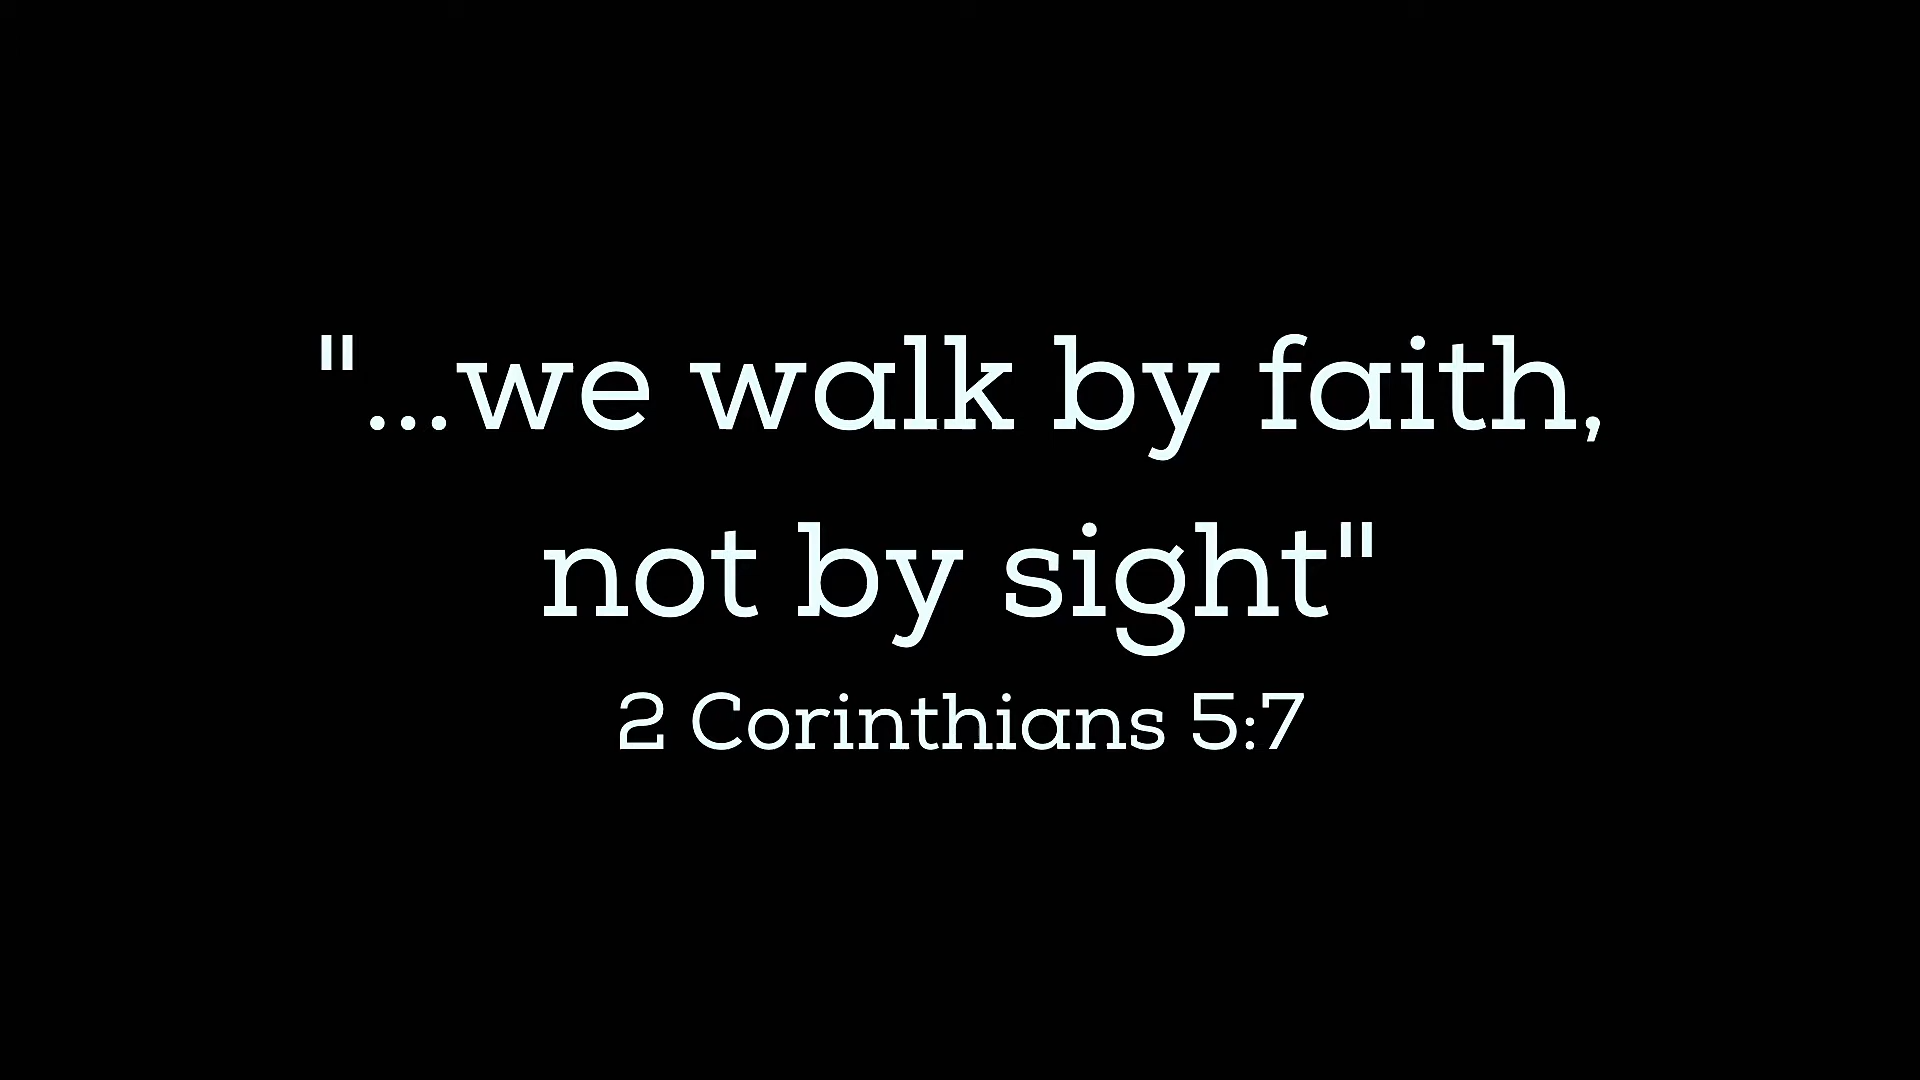 "...we walk by faith,
not by sight"
2 Corinthians 5:7